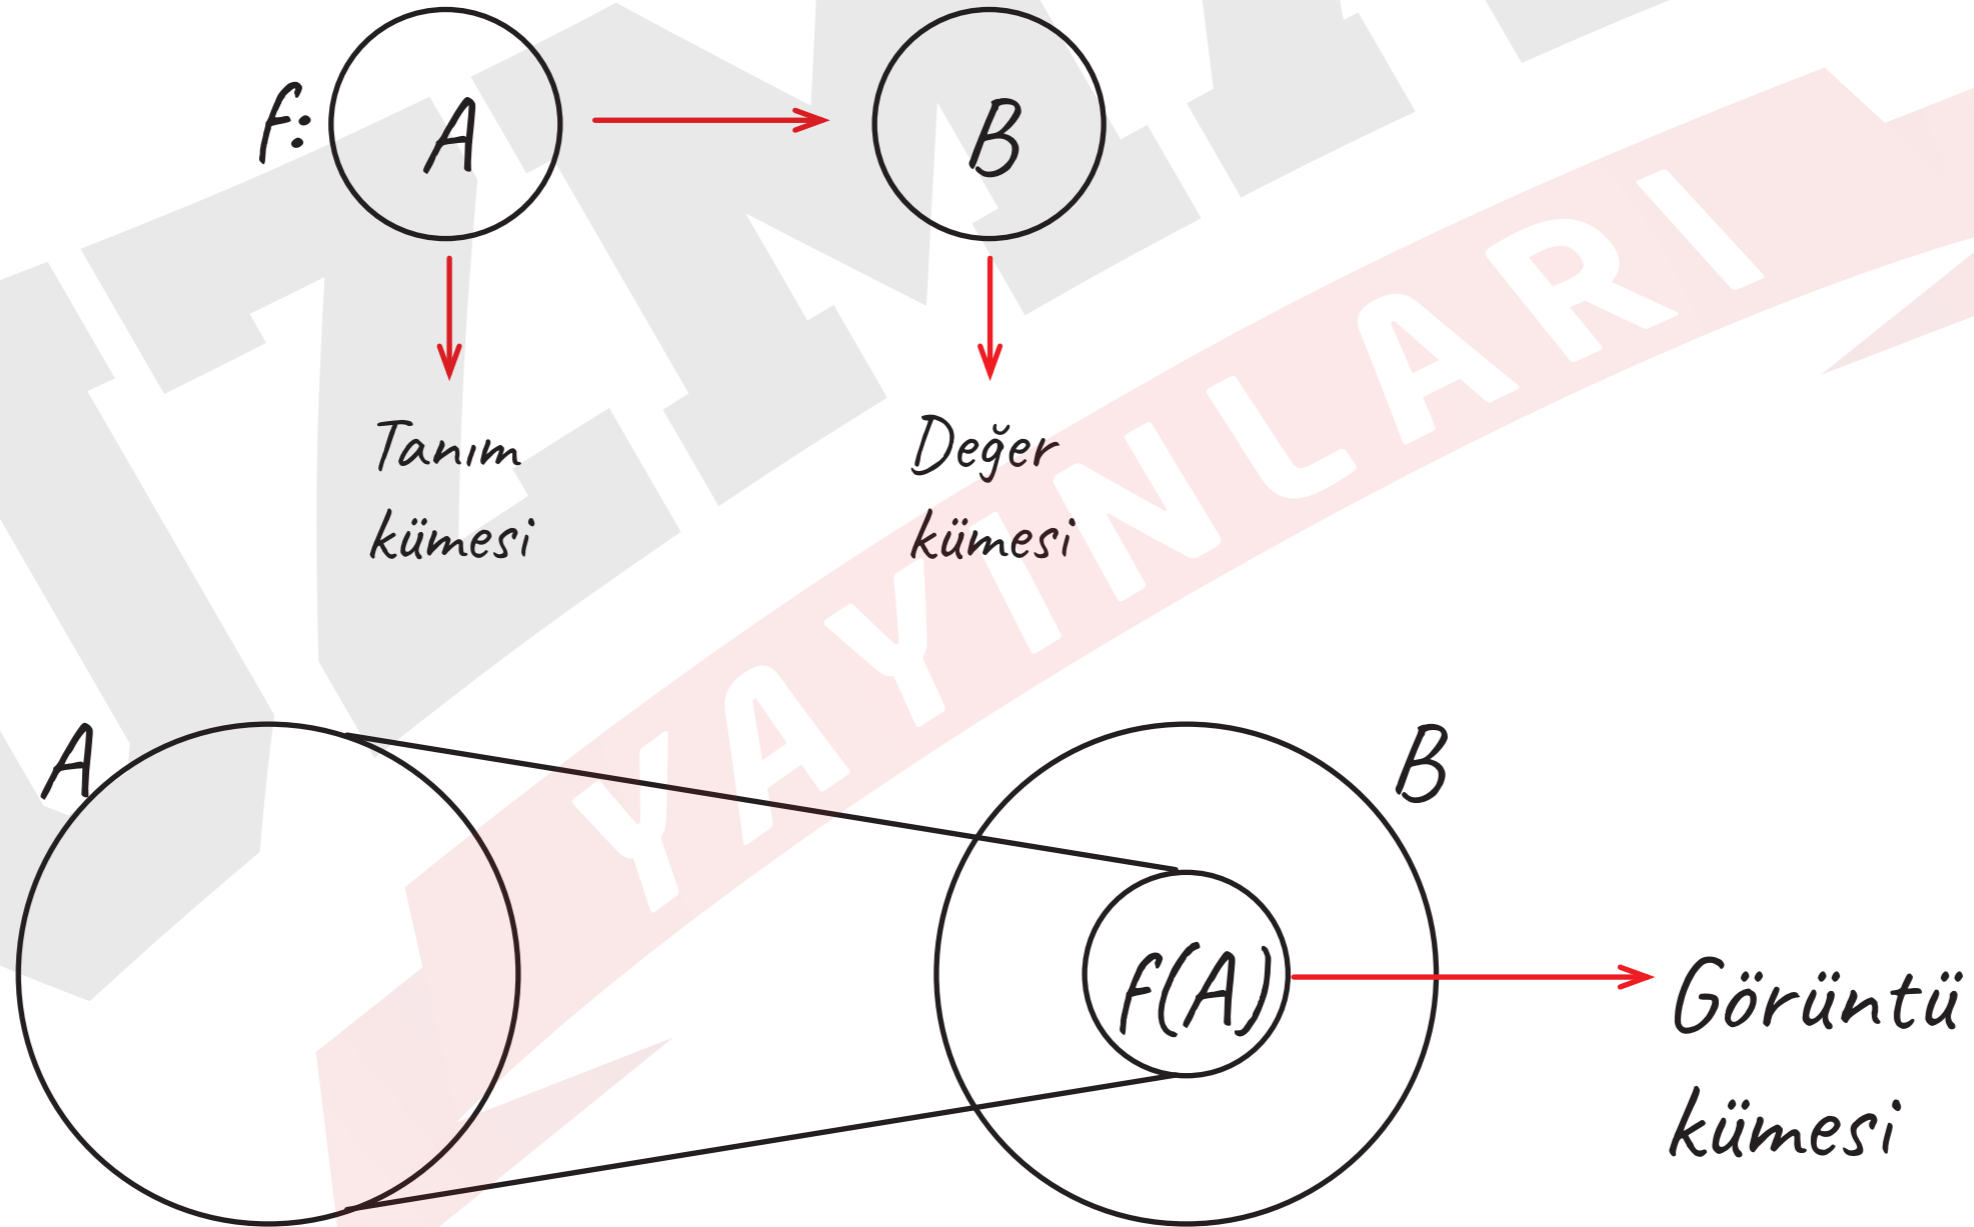 f: A B
Tanım
kümesi
Değer
kümesi
A
B
f(A)
Görüntü
kümesi
YAYINLARI